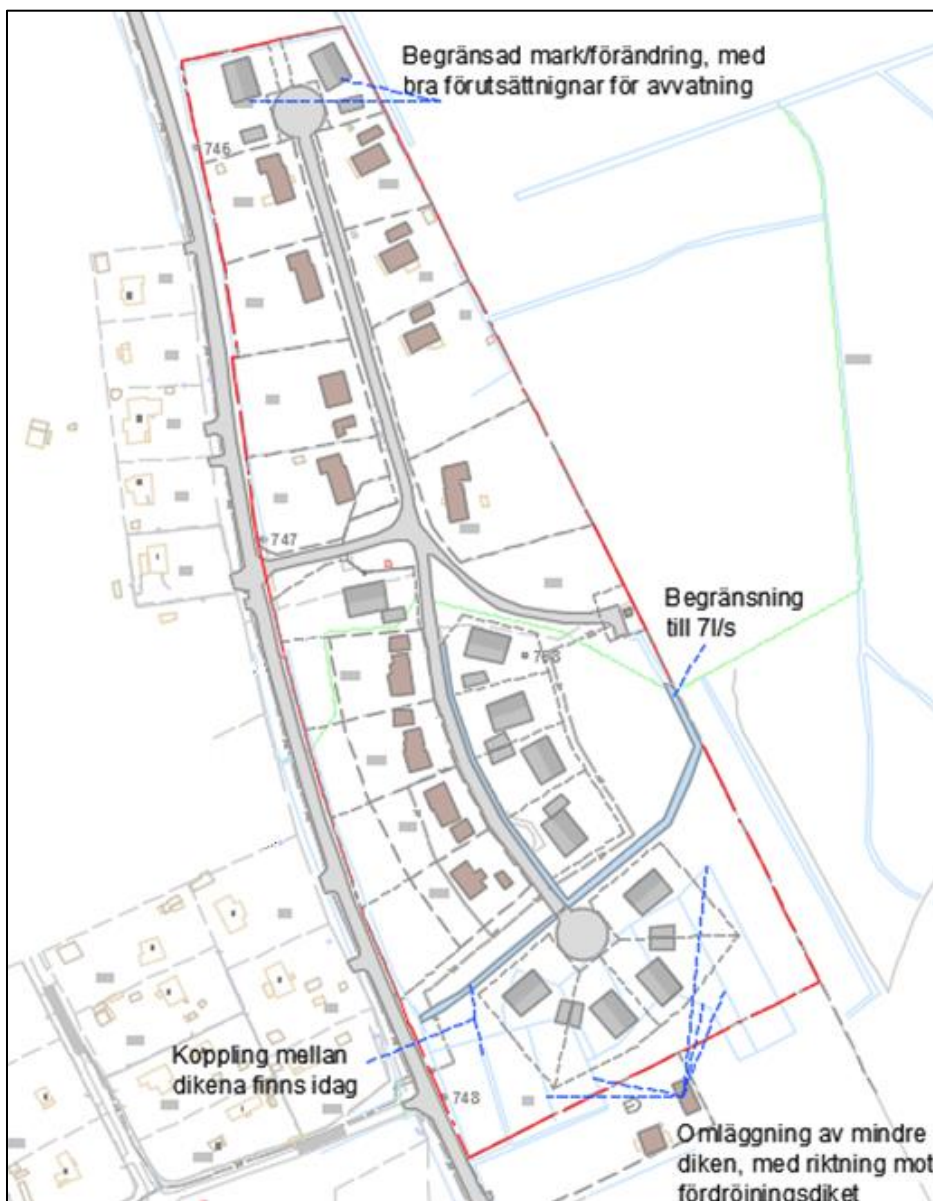 Begränsad mark/förändring, med
bra förutsättnignar för avvatning
746
747
Begränsning
till 7l/s
Koppling mellan
dikena finns idag
748
Omläggning av mindre
diken, med riktning mot
fördröjningsdiket